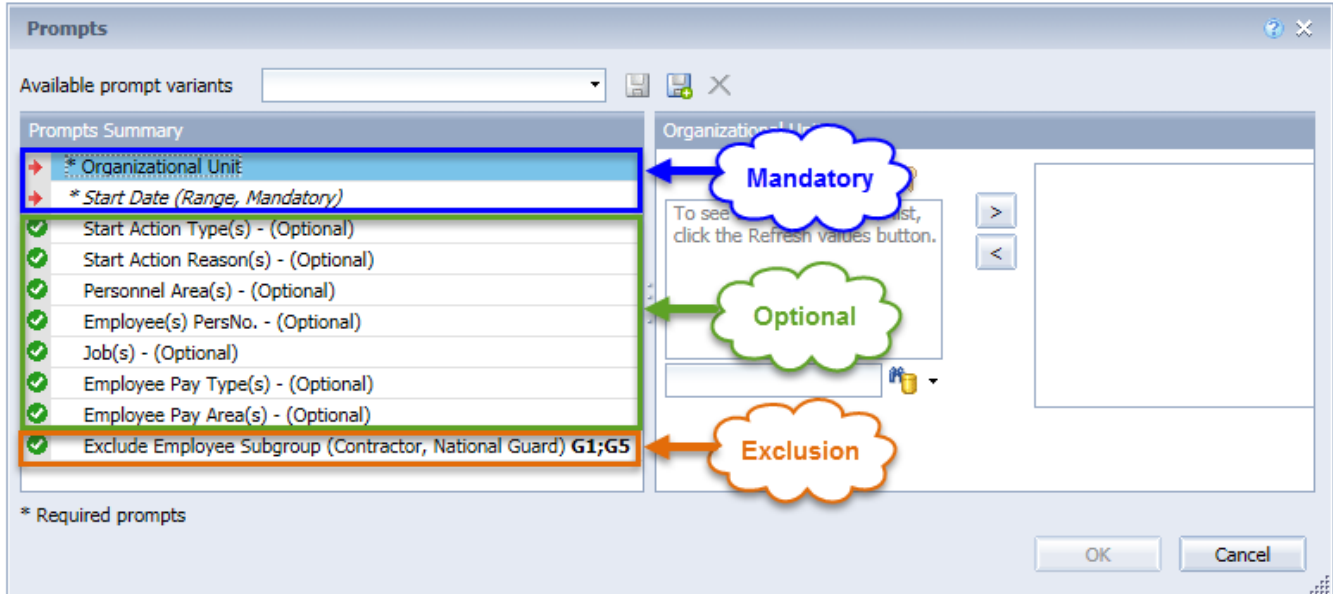 Prompts
Available prompt variants
Prompts Summary
* Organizational Unit
* Start Date (Range, Mandatory)
Start Action Type(s) - (Optional)
Start Action Reason(s) - (Optional)
Personnel Area(s) - (Optional)
Employee(s) PersNo. - (Optional)
Job(s) - (Optional)
Employee Pay Type(s) - (Optional)
Employee Pay Area(s) - (Optional)
Exclude Employee Subgroup (Contractor, National Guard) G1;G5
* Required prompts
Organizational
Mandatory
To see
click the Refresh values button.
>
<
Optional
Exclusion
OK
Cancel